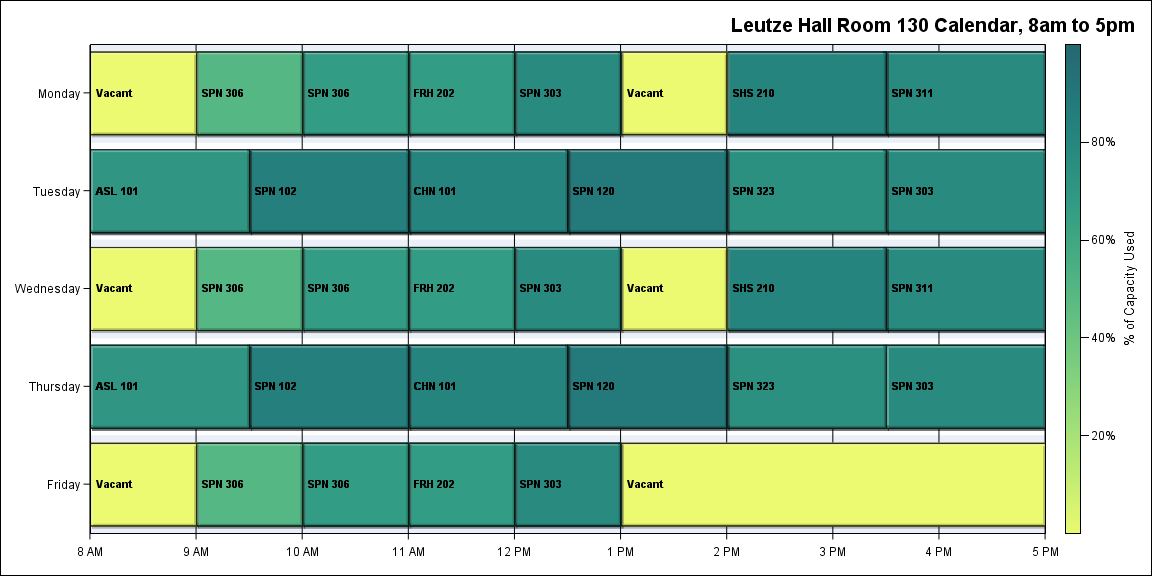 Leutze Hall Room 130 Calendar, 8am to 5pm
Monday
Vacant
SPN 306
SPN 306
FRH 202
SPN 303
Vacant
SHS 210
SPN 311
80%
Tuesday
ASL 101
SPN 102
CHN 101
SPN 120
SPN 323
SPN 303
60%
Wednesday
Vacant
SPN 306
SPN 306
FRH 202
SPN 303
Vacant
SHS 210
SPN 311
% of Capacity Used
40%
Thursday
ASL 101
SPN 102
CHN 101
SPN 120
SPN 323
SPN 303
20%
Friday
Vacant
SPN 306
SPN 306
FRH 202
SPN 303
Vacant
8 AM
9 AM
10 AM
11 AM
12 PM
1 PM
2 PM
3 PM
4 PM
5 PM